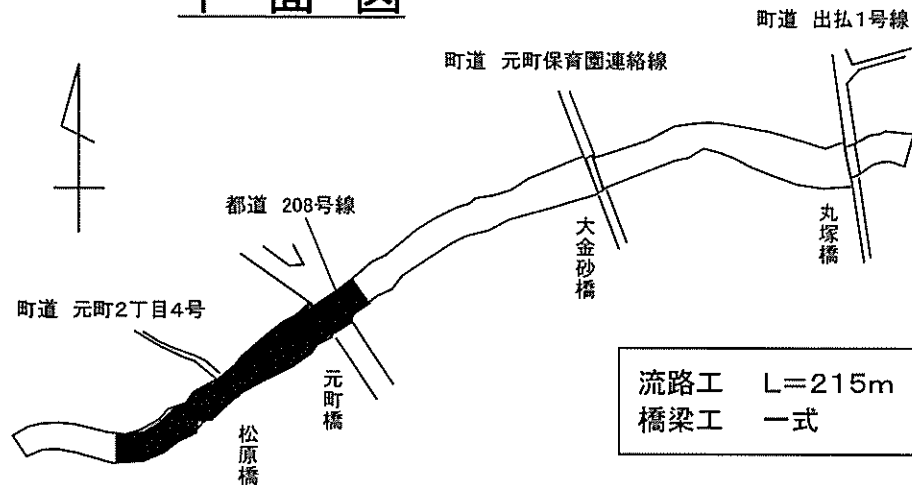 平面図
町道 出払1号線
町道 元町保育園連絡線
都道 208号線
町道 元町2丁目4号
丸塚橋
大金砂橋
元町橋
松原橋
流路工 L=215m
橋梁工 一式